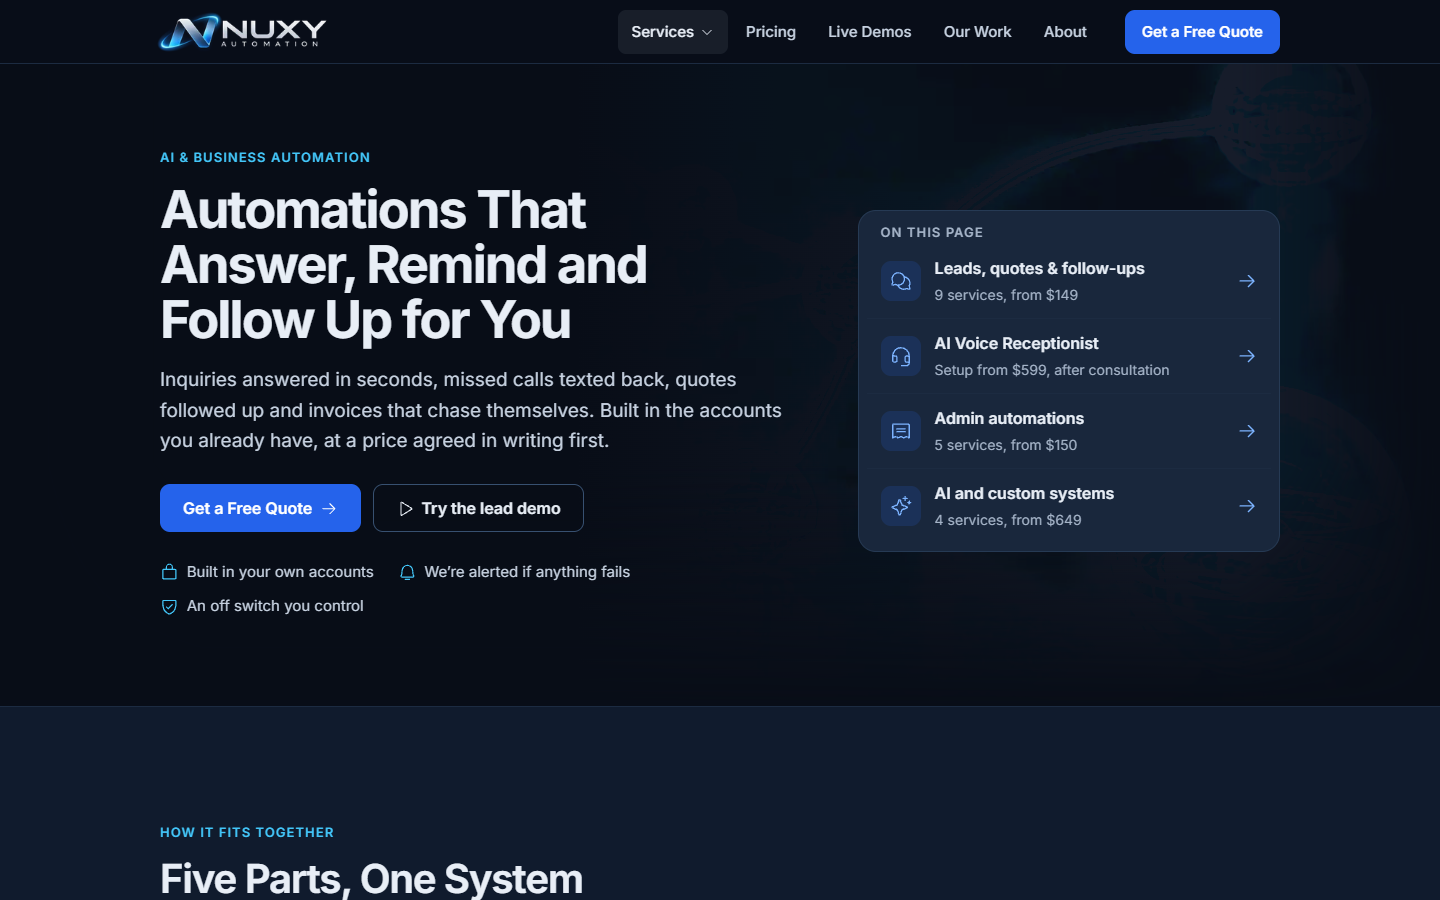 NUXY
AUTOMATION
Services
Pricing
Live Demos
Our Work
About
Get a Free Quote
AI & BUSINESS AUTOMATION
Automations That
Answer, Remind and
Follow Up for You
Inquiries answered in seconds, missed calls texted back, quotes
followed up and invoices that chase themselves. Built in the accounts
you already have, at a price agreed in writing first.
Get a Free Quote
Try the lead demo
Built in your own accounts
We're alerted if anything fails
An off switch you control
ON THIS PAGE
Leads, quotes & follow-ups
9 services, from $149
AI Voice Receptionist
Setup from $599, after consultation
Admin automations
5 services, from $150
AI and custom systems
4 services, from $649
HOW IT FITS TOGETHER
Five Parts, One System